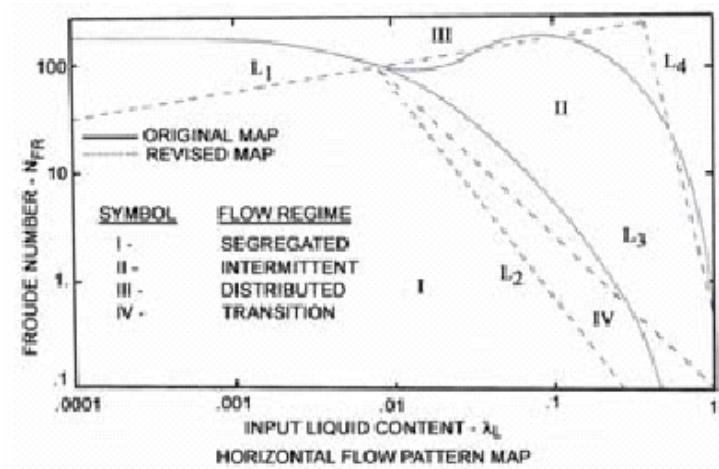 III
L1
L4
100
II
ORIGINAL MAP
REVISED MAP
FROUDE NUMBER - NFR
10
SYMBOL FLOW REGIME
I - SEGREGATED
II - INTERMITTENT
III - DISTRIBUTED
IV - TRANSITION
L3
L2
1.
I
IV
.1
.0001 .001 .01 .1 1
INPUT LIQUID CONTENT - λL
HORIZONTAL FLOW PATTERN MAP